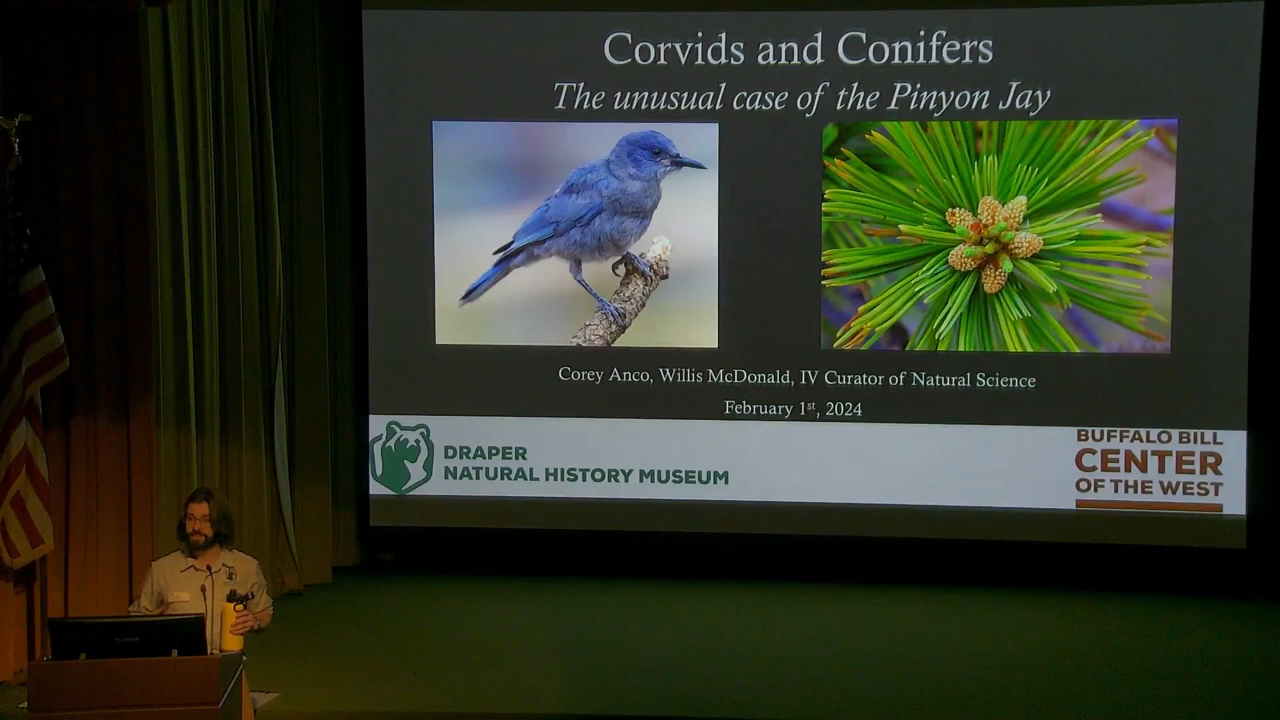 Corvids and Conifers
The unusual case of the Pinyon Jay
Corey Anco, Willis McDonald, IV Curator of Natural Science
February 1st, 2024
DRAPER
NATURAL HISTORY MUSEUM
BUFFALO BILL
CENTER
OF THE WEST